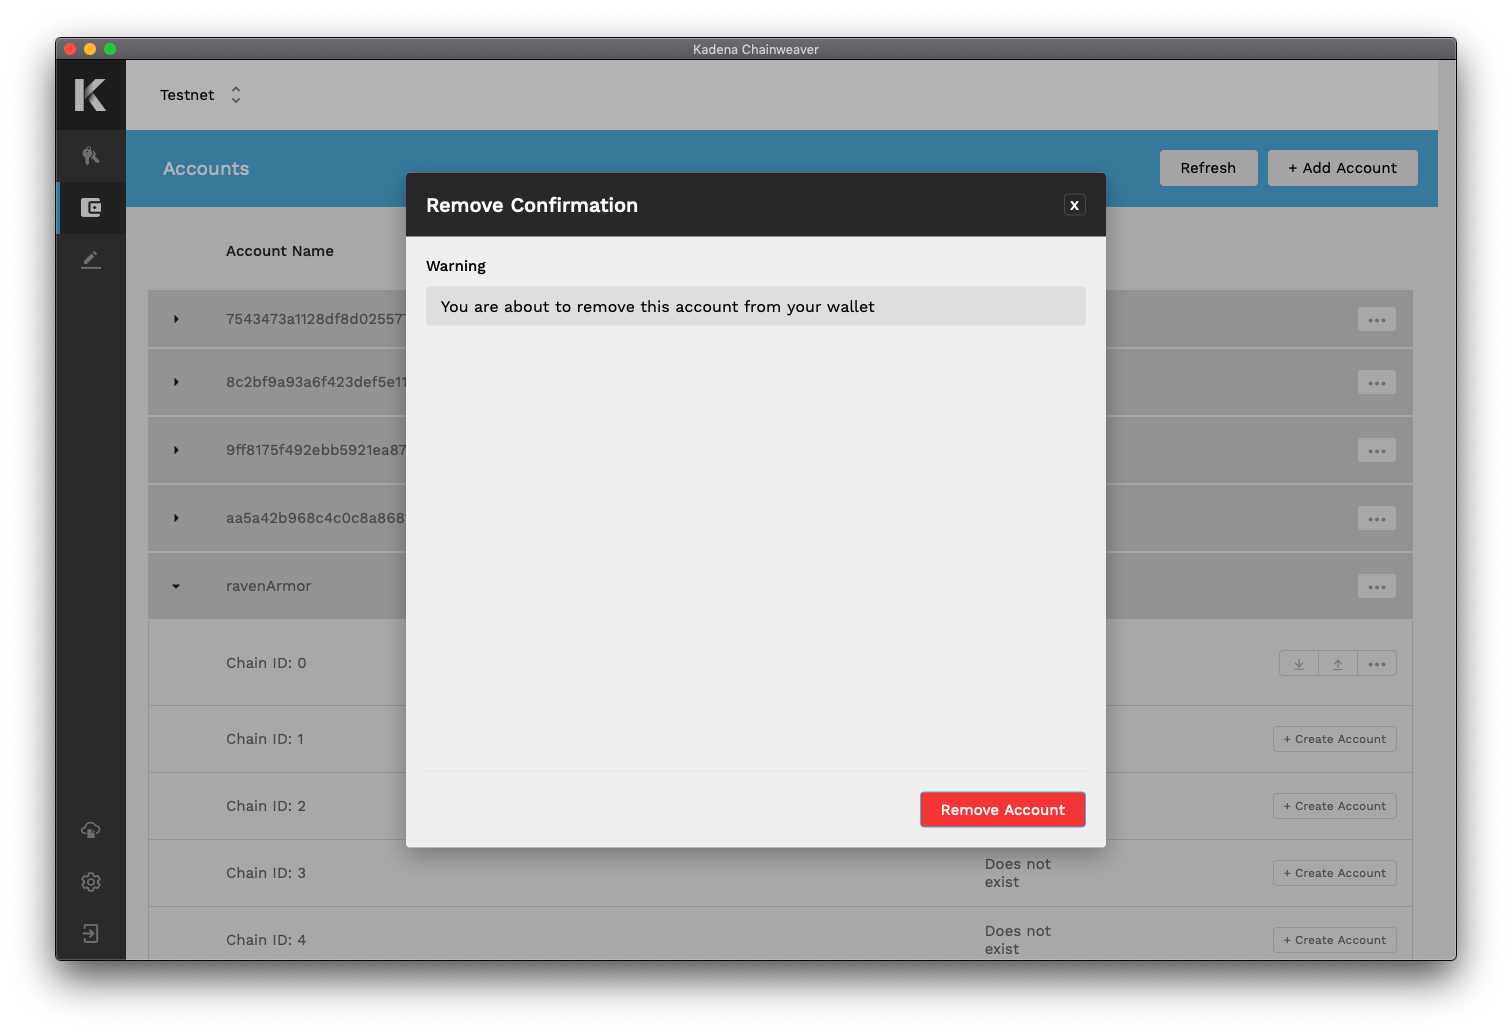 Kadena Chainweaver
Testnet
Accounts
Refresh
+ Add Account
Remove Confirmation
x
Warning
You are about to remove this account from your wallet
Remove Account
Account Name
7543473a1128df8d02557
8c2bf9a93a6f423def5e11
9ff8175f492ebb5921ea87
aa5a42b968c4c0c8a868
ravenArmor
Chain ID: 0
Chain ID: 1
+ Create Account
Chain ID: 2
+ Create Account
Chain ID: 3
Does not
exist
+ Create Account
Chain ID: 4
Does not
exist
+ Create Account